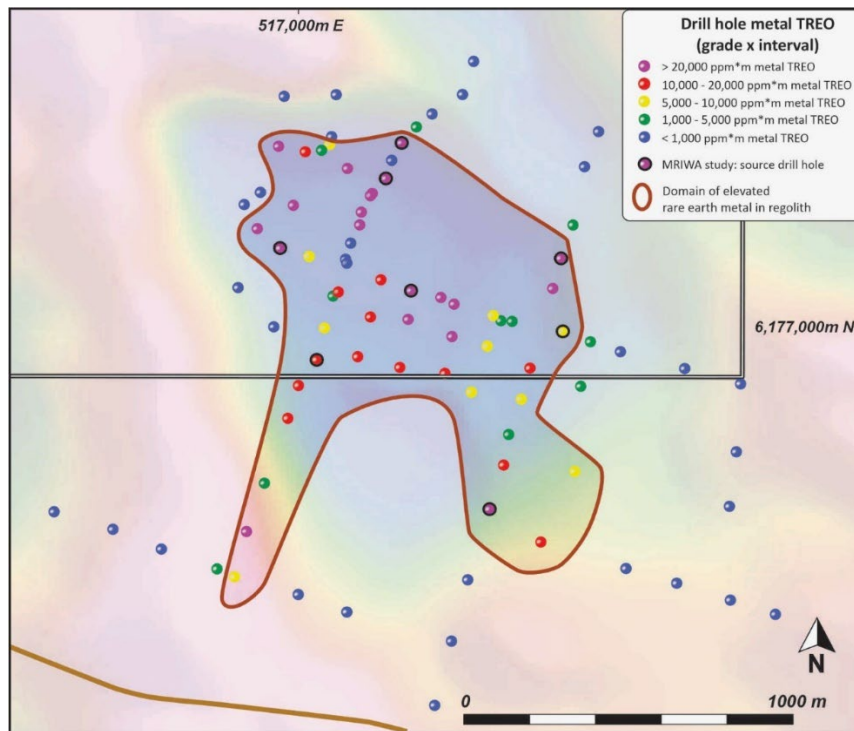 517,000m E
Drill hole metal TREO
(grade x interval)
> 20,000 ppm*m metal TREO
10,000 - 20,000 ppm*m metal TREO
5,000 - 10,000 ppm*m metal TREO
1,000 - 5,000 ppm*m metal TREO
< 1,000 ppm*m metal TREO
MRIWA study: source drill hole
Domain of elevated
rare earth metal in regolith
6,177,000m N
N
0
1000 m